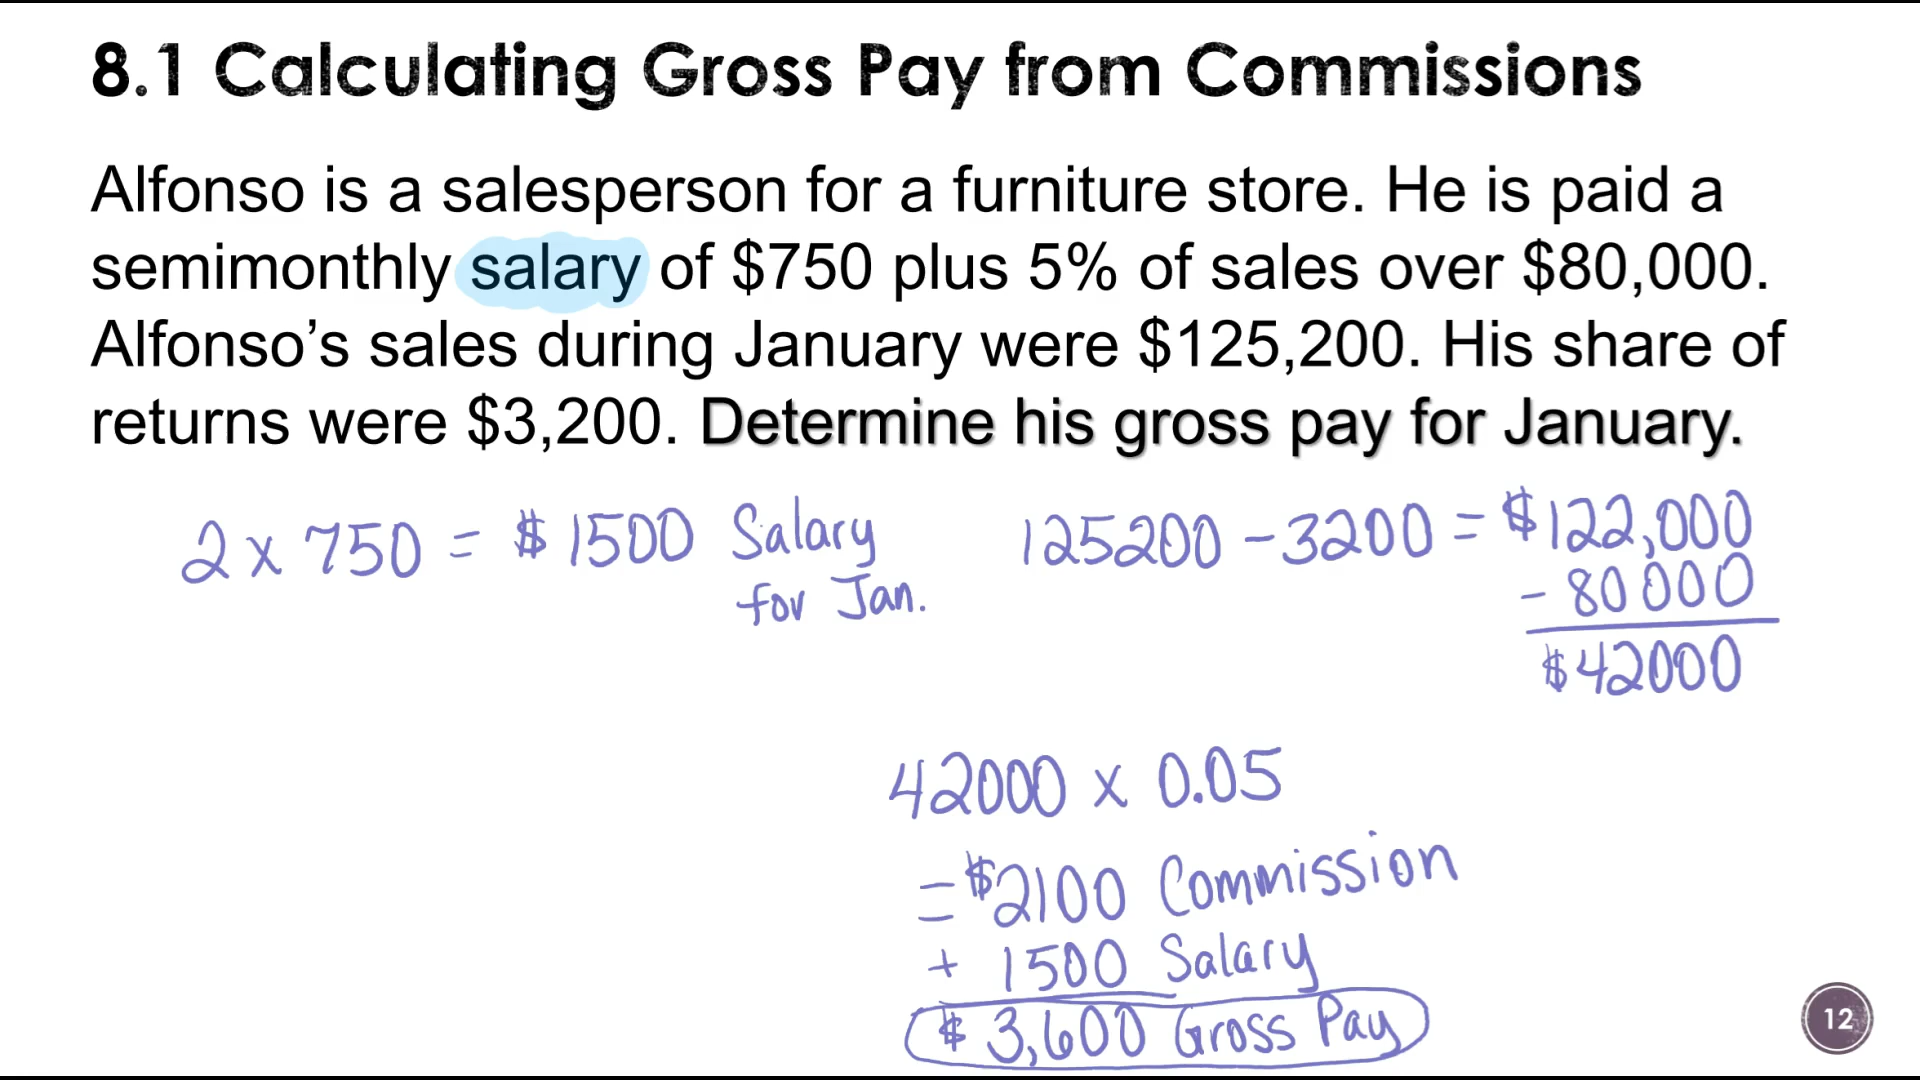 8.1 Calculating Gross Pay from Commissions
Alfonso is a salesperson for a furniture store. He is paid a
semimonthly salary of $750 plus 5% of sales over $80,000.
Alfonso’s sales during January were $125,200. His share of
returns were $3,200. Determine his gross pay for January.
2 x 750 = $ 1500 Salary
for Jan.
125200 - 3200 = $122,000
- 80000
$42000
42000 x 0.05
= $2100 Commission
+ 1500 Salary
$ 3,600 Gross Pay
12